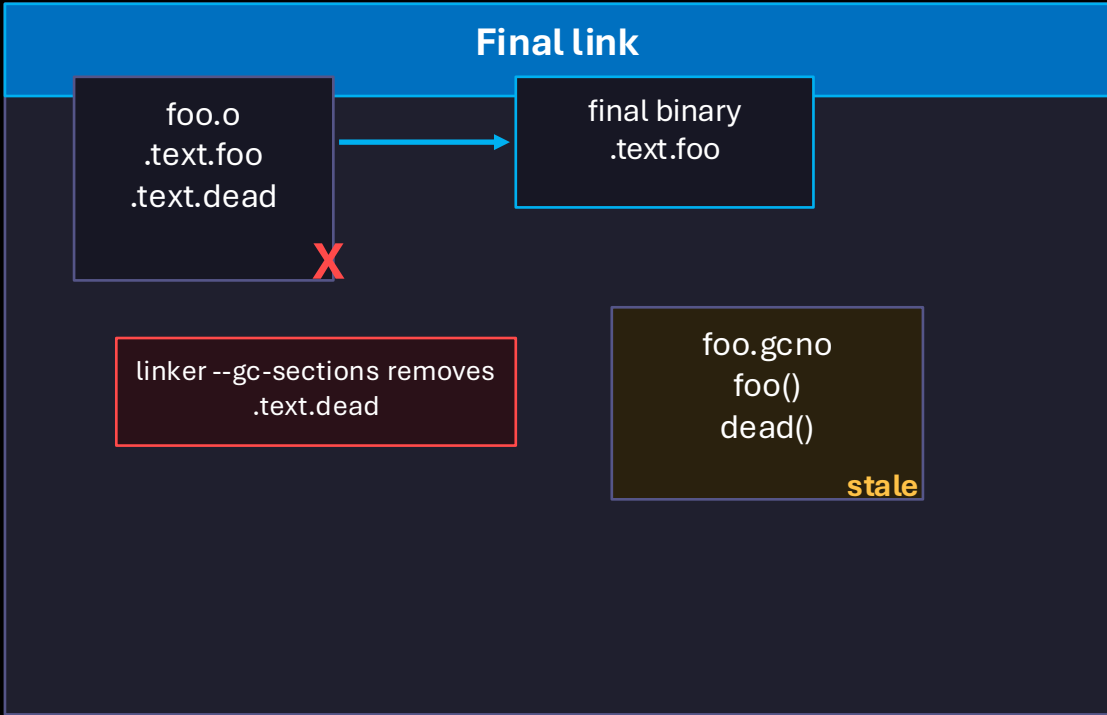 Final link
foo.o
.text.foo
.text.dead
X
final binary
.text.foo
linker --gc-sections removes
.text.dead
foo.gcno
foo()
dead()
stale